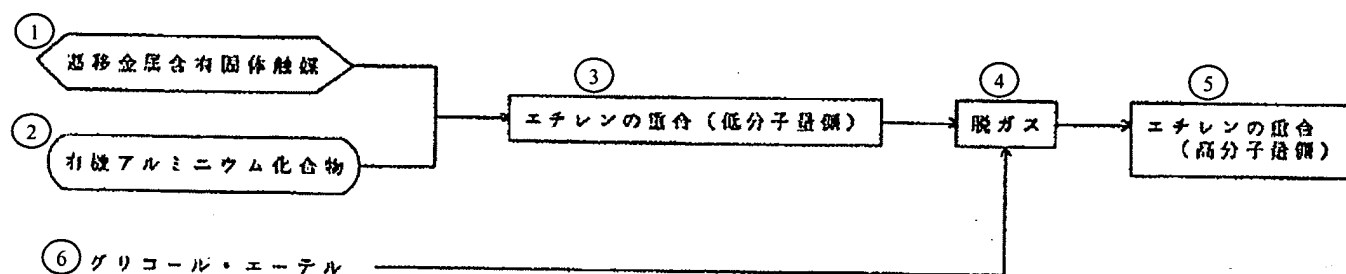 ①
遷移金属含有固体触媒
②
有機アルミニウム化合物
③
エチレンの重合（低分子量側）
④
脱ガス
⑤
エチレンの重合
（高分子量側）
⑥ グリコール・エーテル